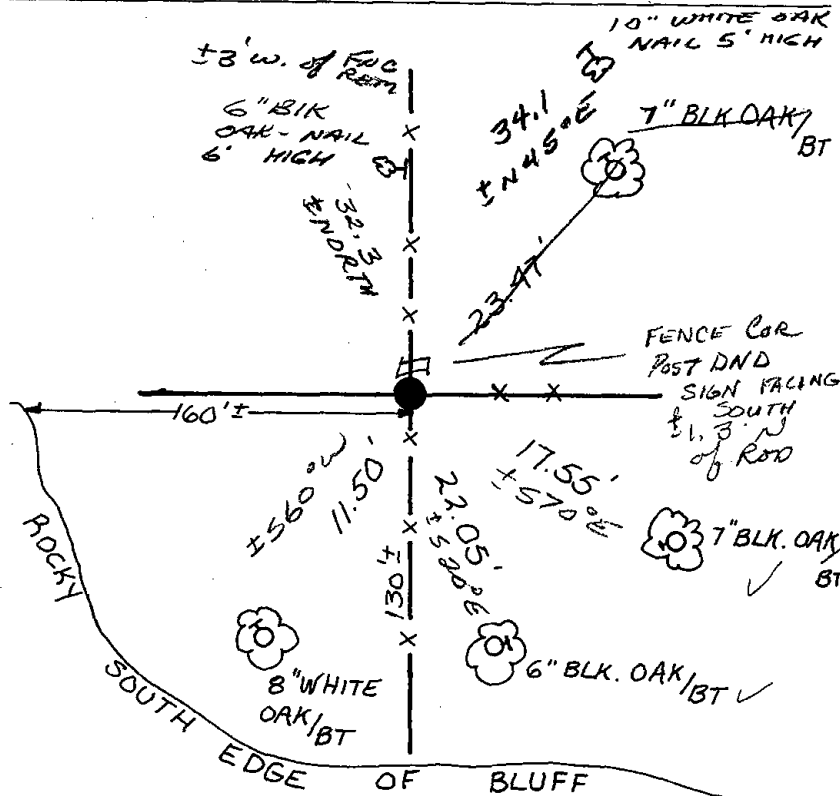 10" WHITE OAK
NAIL 5' HIGH
±3' W. of FNC
REM
6" BlK
OAK - NAIL
6' HIGH
34.1
± N45°E
7" BLK OAK/
BT
32.3
± NORTH
23.97'
FENCE COR
POST DND
SIGN FACING
SOUTH
±1.3' N
of ROD
160'±
±S60°W
11.50'
22.05'
±S20°E
17.55'
±S70°E
130'±
7" BLK. OAK/
BT
8" WHITE
OAK/BT
6" BLK. OAK/BT
ROCKY
SOUTH EDGE OF BLUFF